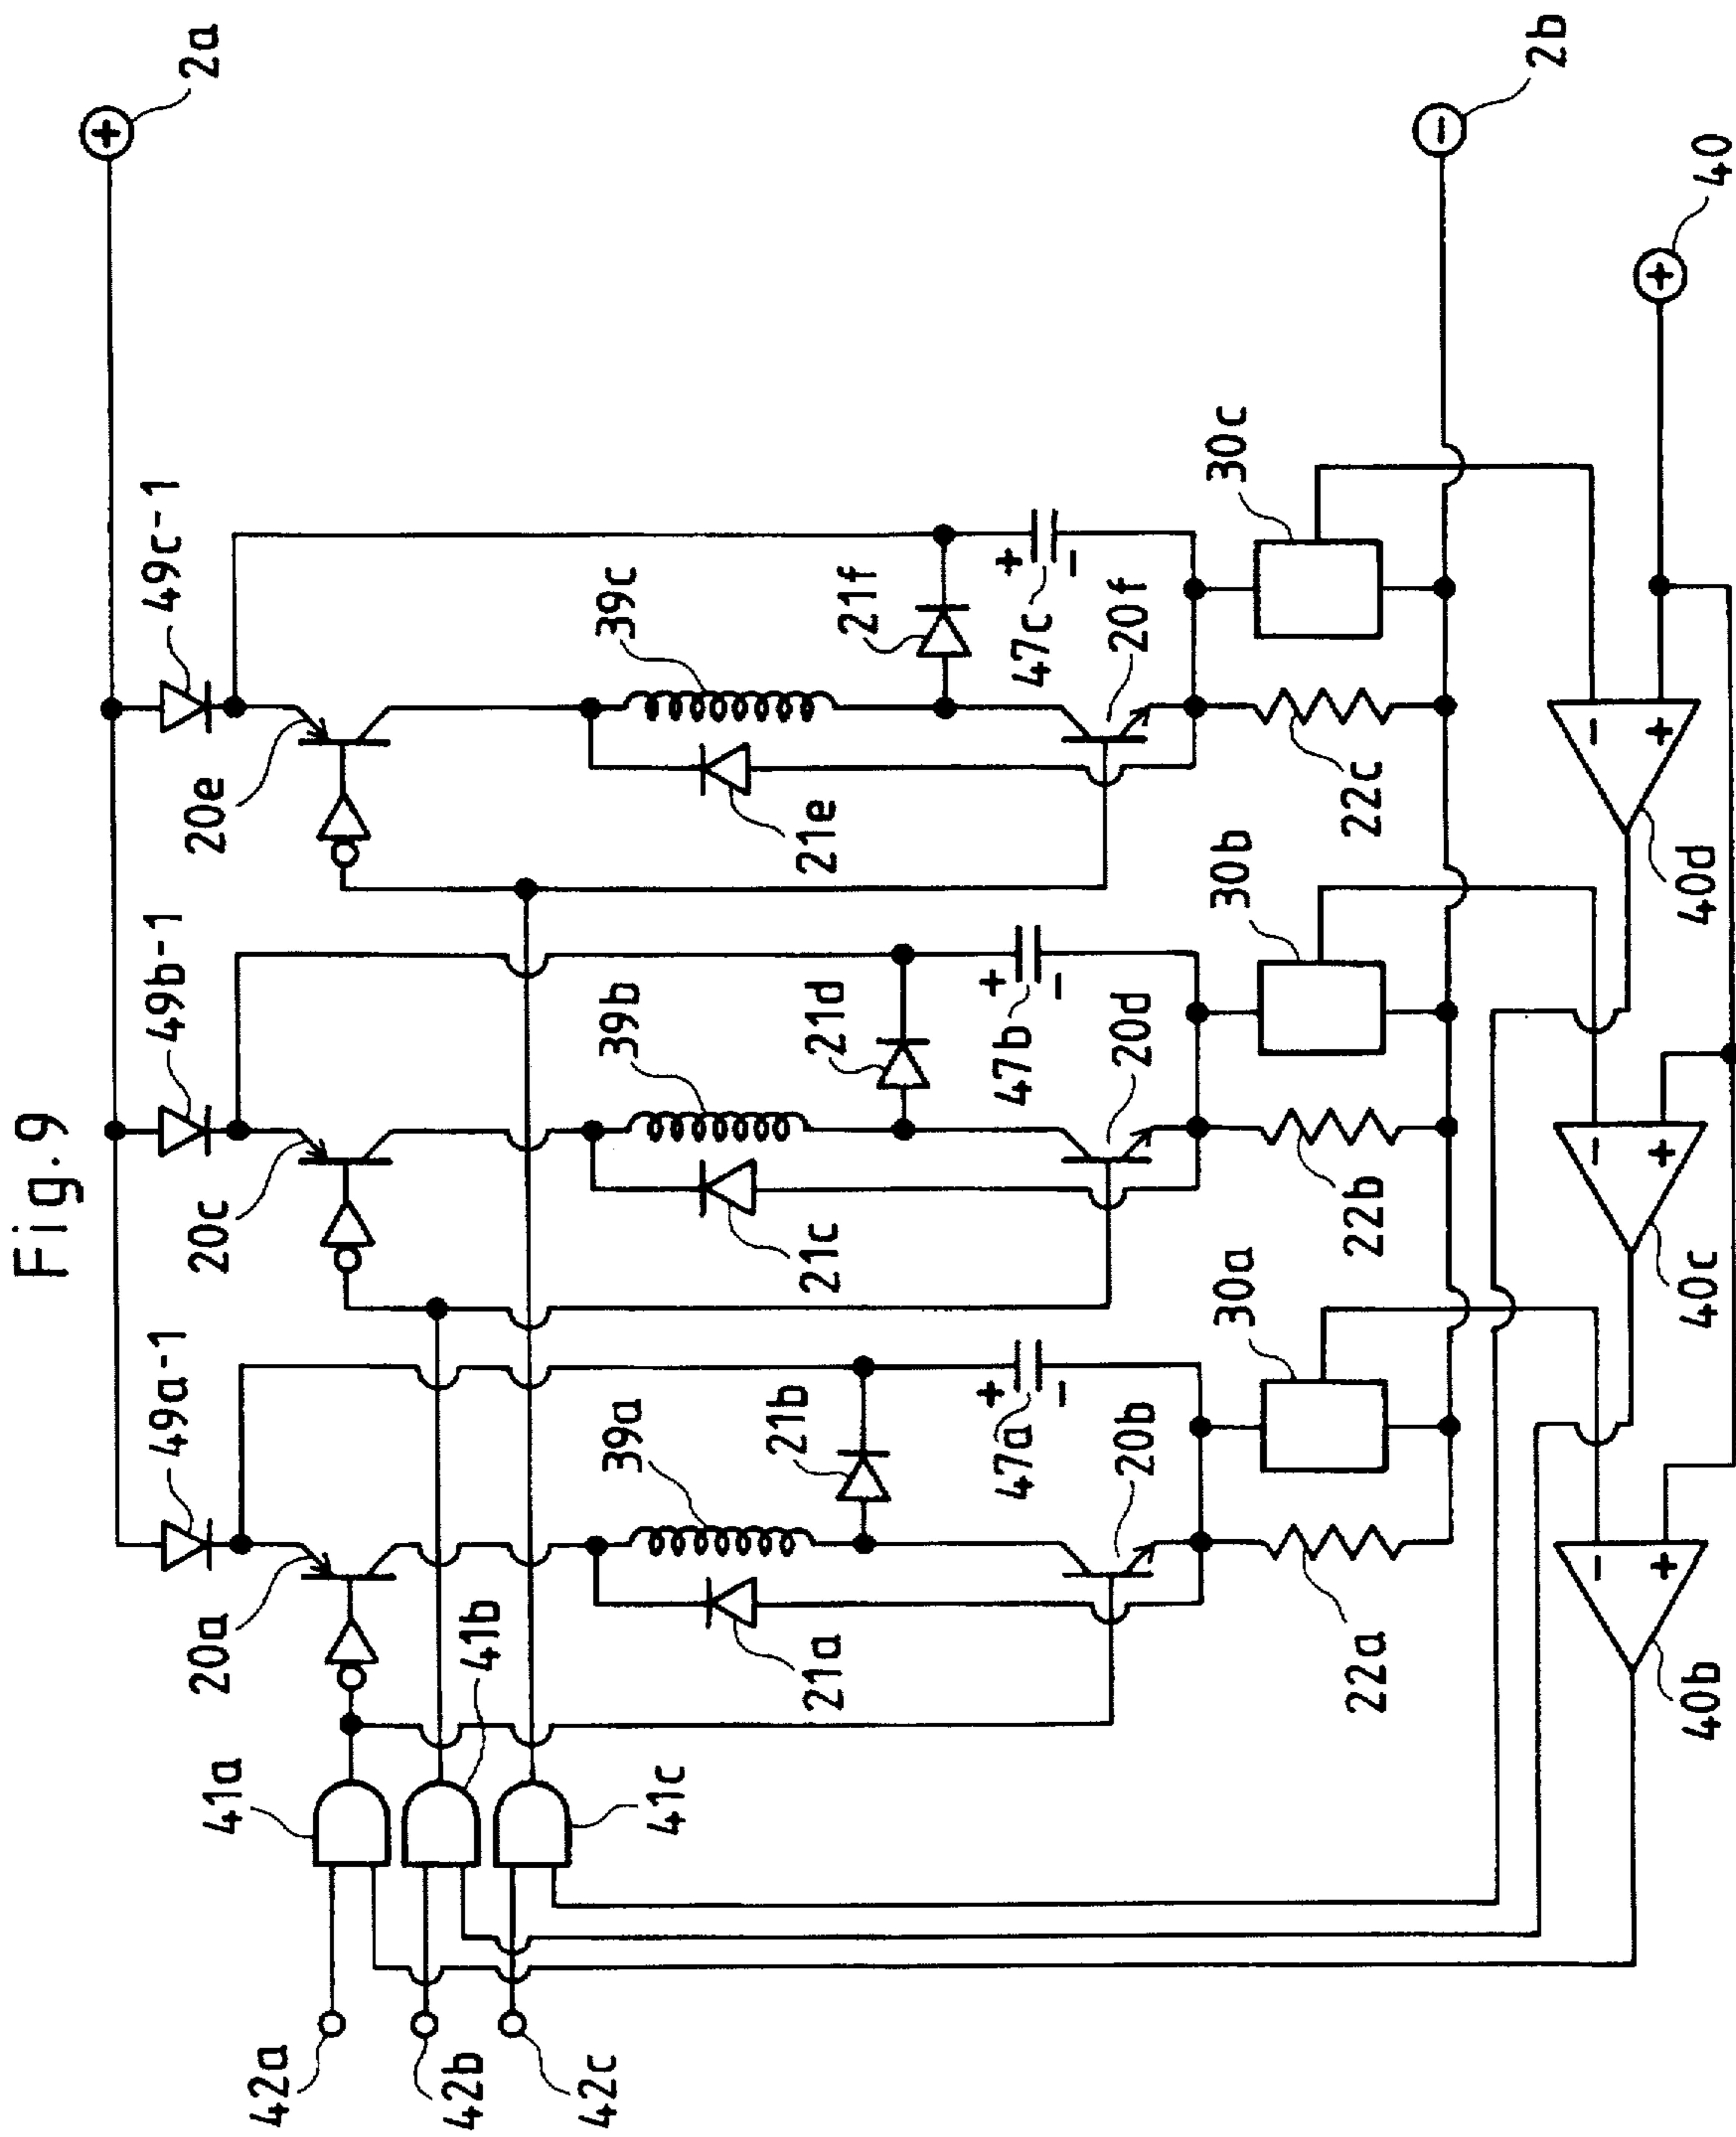 Fig.9
2a
49a-1
49b-1
49c-1
20a
20c
20e
41a
41b
41c
42a
42b
42c
39a
39b
39c
21a
21b
21c
21d
21e
21f
47a
47b
47c
+
-
+
-
+
-
20b
20d
20f
30a
30b
30c
22a
22b
22c
+
-
2b
+
40
-
+
-
+
-
+
40b
40c
40d